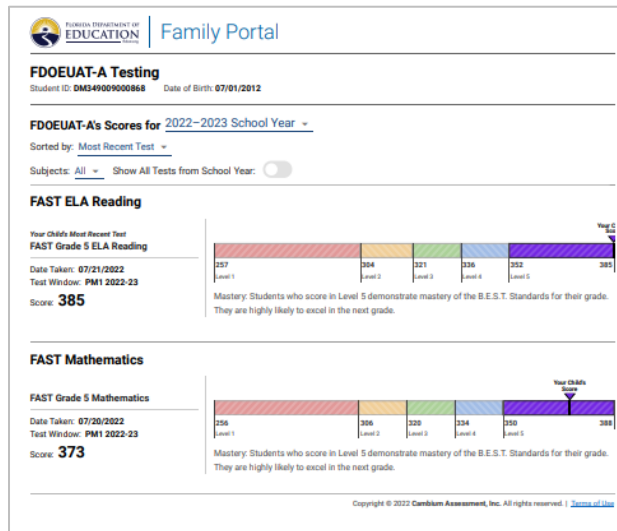 FLORIDA DEPARTMENT OF
EDUCATION
Family Portal
FDOEUAT-A Testing
Student ID: DM349009000868 Date of Birth: 07/01/2012
FDOEUAT-A's Scores for 2022–2023 School Year
Sorted by: Most Recent Test
Subjects: All Show All Tests from School Year:
FAST ELA Reading
Your Child's Most Recent Test
FAST Grade 5 ELA Reading
Date Taken: 07/21/2022
Test Window: PM1 2022-23
Score: 385
Your C
Sco
257 304 321 336 352 385
Level 1 Level 2 Level 3 Level 4 Level 5
Mastery: Students who score in Level 5 demonstrate mastery of the B.E.S.T. Standards for their grade.
They are highly likely to excel in the next grade.
FAST Mathematics
FAST Grade 5 Mathematics
Date Taken: 07/20/2022
Test Window: PM1 2022-23
Score: 373
Your Child's
Score
256 306 320 334 350 388
Level 1 Level 2 Level 3 Level 4 Level 5
Mastery: Students who score in Level 5 demonstrate mastery of the B.E.S.T. Standards for their grade.
They are highly likely to excel in the next grade.
Copyright © 2022 Cambium Assessment, Inc. All rights reserved. | Terms of Use